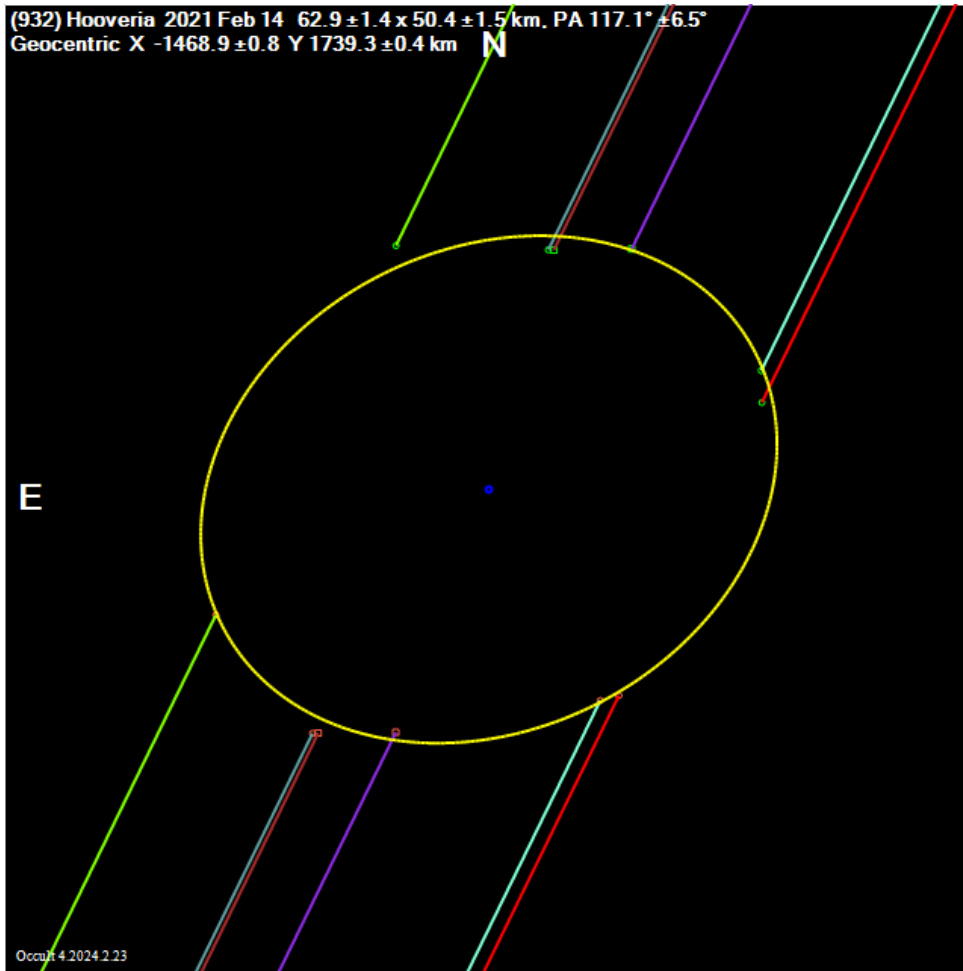 (932) Hooveria 2021 Feb 14 62.9 ±1.4 x 50.4 ±1.5 km, PA 117.1° ±6.5°
Geocentric X -1468.9 ±0.8 Y 1739.3 ±0.4 km
N
E
Occult 4.2024.2.23